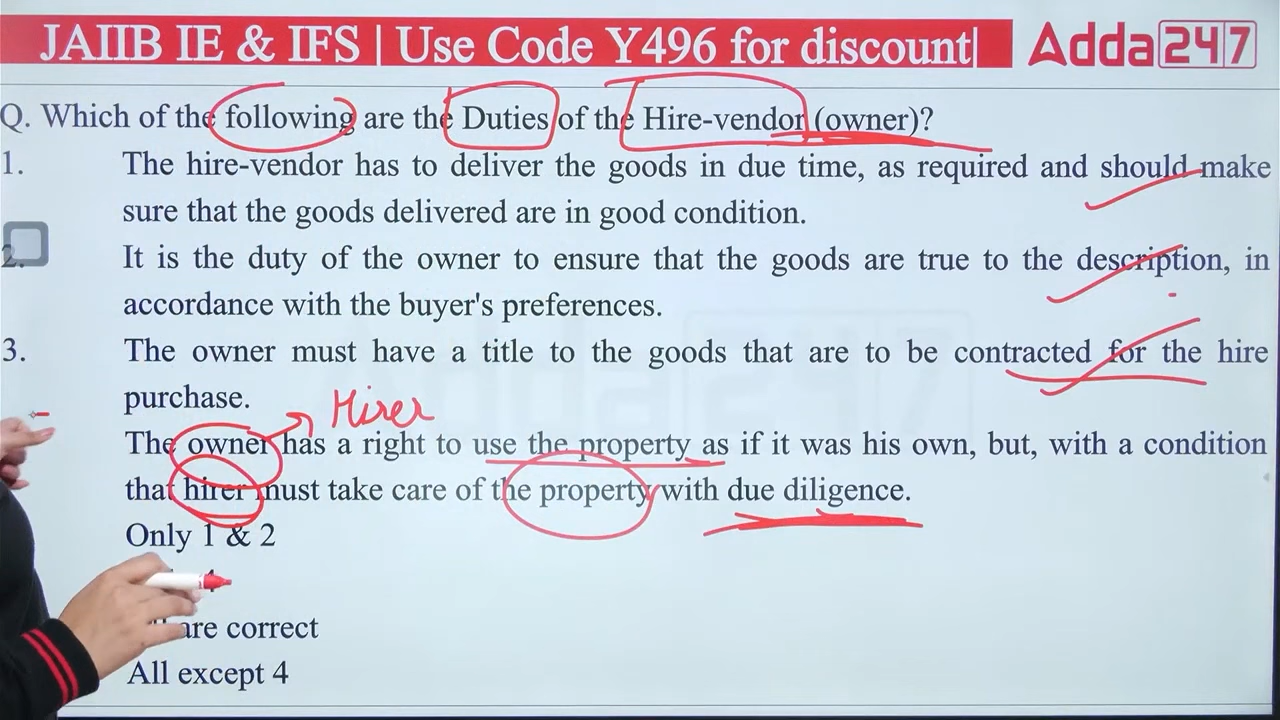 JAIIB IE & IFS | Use Code Y496 for discount|
Adda 247
Q. Which of the following are the Duties of the Hire-vendor (owner)?
1. The hire-vendor has to deliver the goods in due time, as required and should make
sure that the goods delivered are in good condition.
2. It is the duty of the owner to ensure that the goods are true to the description, in
accordance with the buyer's preferences.
3. The owner must have a title to the goods that are to be contracted for the hire
purchase.
Hirer
The owner has a right to use the property as if it was his own, but, with a condition
that hirer must take care of the property with due diligence.
Only 1 & 2
are correct
All except 4